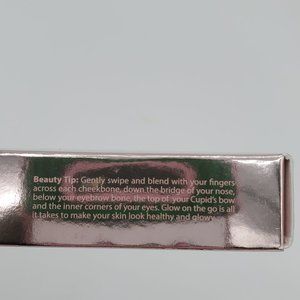 Beauty Tip: Gently swipe and blend with your fingers
across each cheekbone, down the bridge of your nose,
below your eyebrow bone, the top of your Cupid's bow
and the inner corners of your eyes. Glow on the go is all
it takes to make your skin look healthy and glowy.